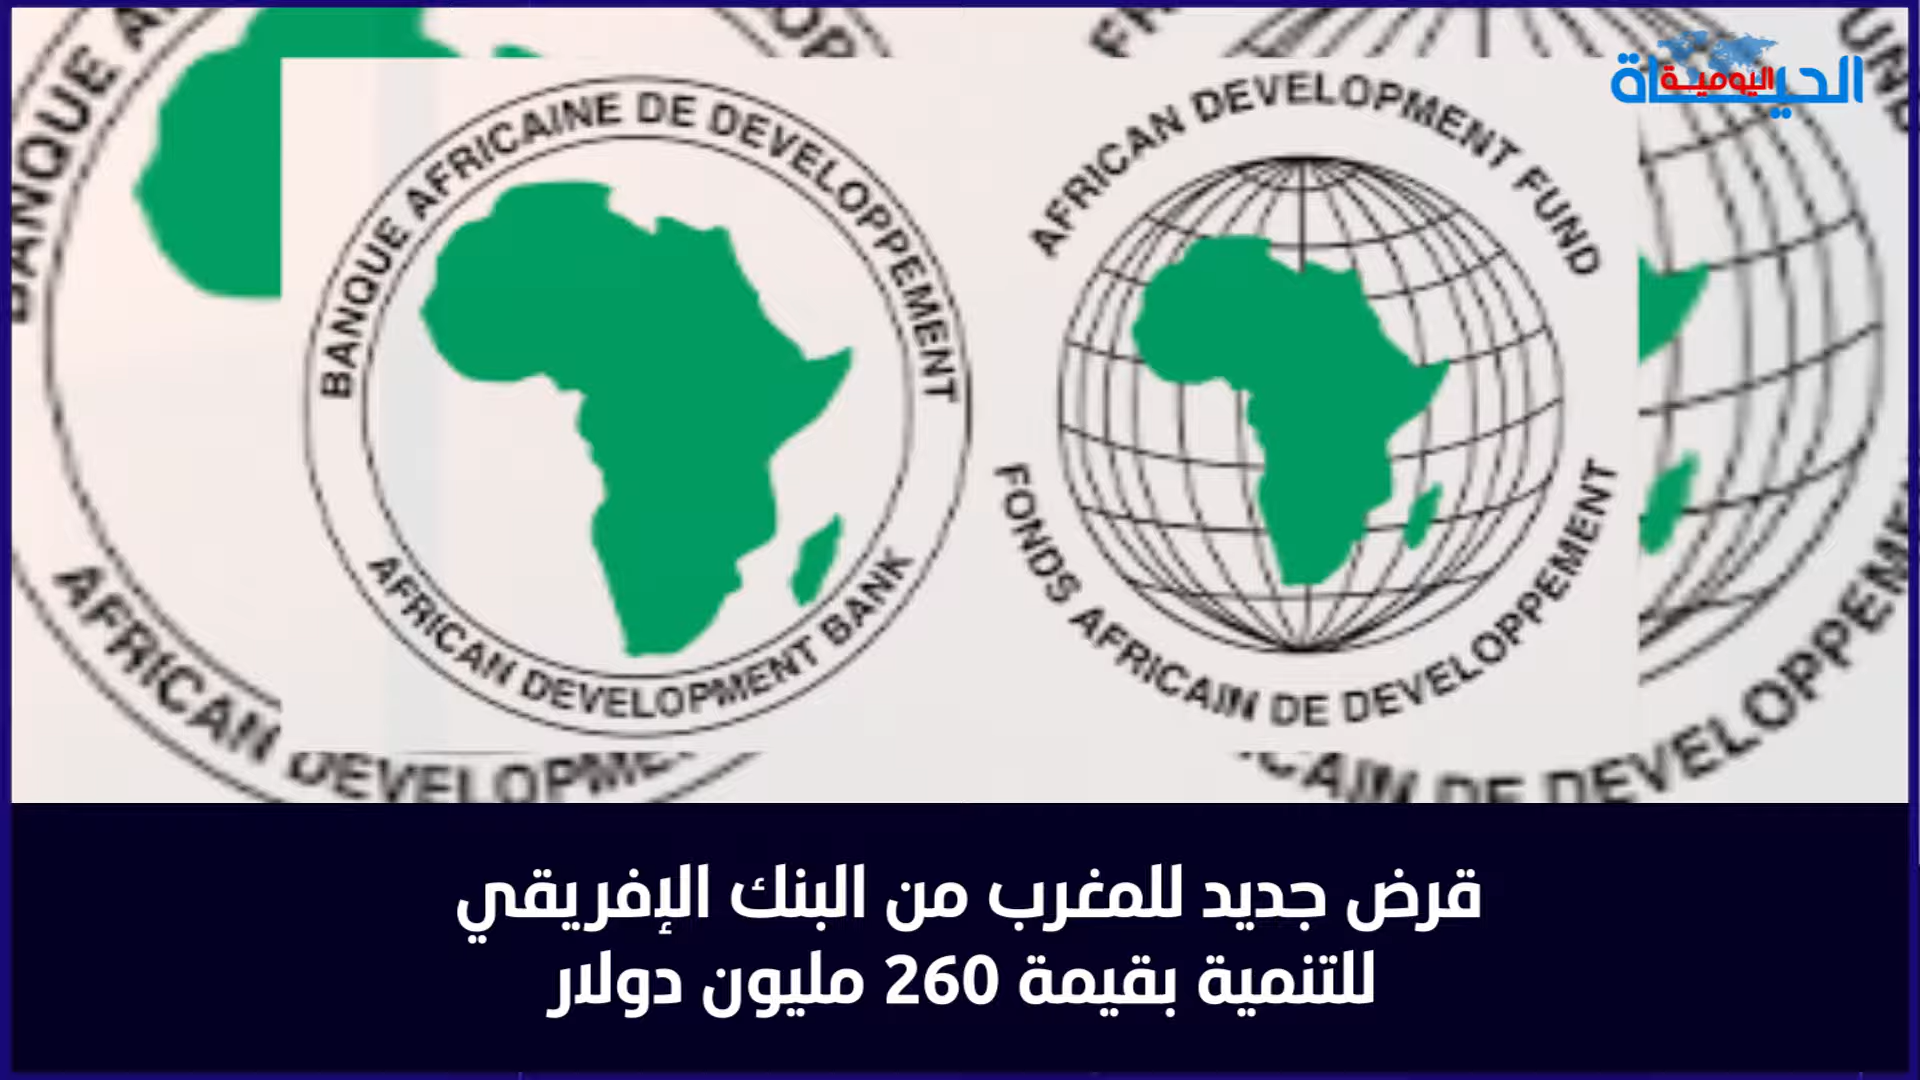 الحياة
اليومية
BANQUE AFRICAINE DE DEVELOPPEMENT
AFRICAN DEVELOPMENT BANK
AFRICAN DEVELOPMENT FUND
FONDS AFRICAIN DE DEVELOPPEMENT
قرض جديد للمغرب من البنك الإفريقي
للتنمية بقيمة 260 مليون دولار